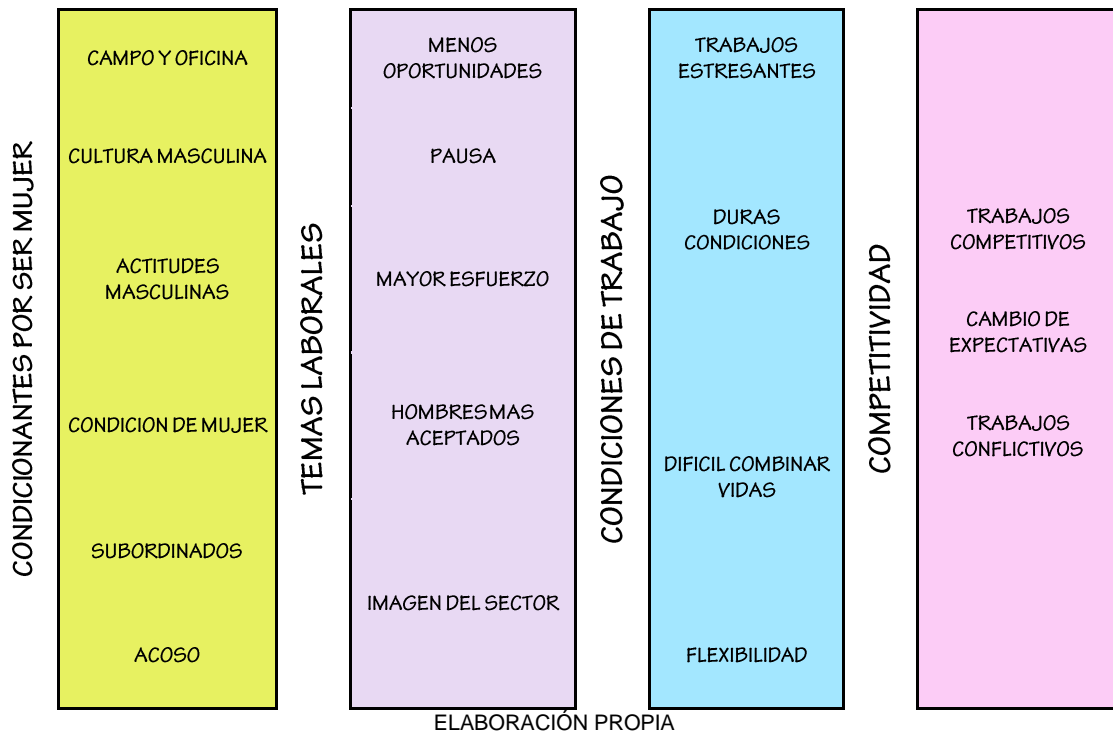 CONDICIONANTES POR SER MUJER
CAMPO Y OFICINA
CULTURA MASCULINA
ACTITUDES
MASCULINAS
CONDICION DE MUJER
SUBORDINADOS
ACOSO
TEMAS LABORALES
MENOS
OPORTUNIDADES
PAUSA
MAYOR ESFUERZO
HOMBRES MAS
ACEPTADOS
IMAGEN DEL SECTOR
CONDICIONES DE TRABAJO
TRABAJOS
ESTRESANTES
DURAS
CONDICIONES
DIFICIL COMBINAR
VIDAS
FLEXIBILIDAD
COMPETITIVIDAD
TRABAJOS
COMPETITIVOS
CAMBIO DE
EXPECTATIVAS
TRABAJOS
CONFLICTIVOS
ELABORACIÓN PROPIA